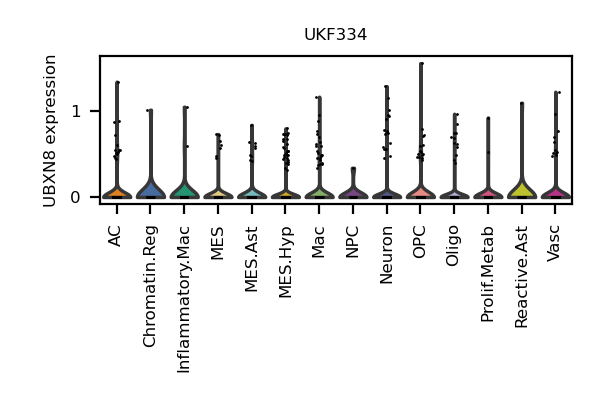 UKF334
UBXN8 expression
1
0
AC
Chromatin.Reg
Inflammatory.Mac
MES
MES.Ast
MES.Hyp
Mac
NPC
Neuron
OPC
Oligo
Prolif.Metab
Reactive.Ast
Vasc